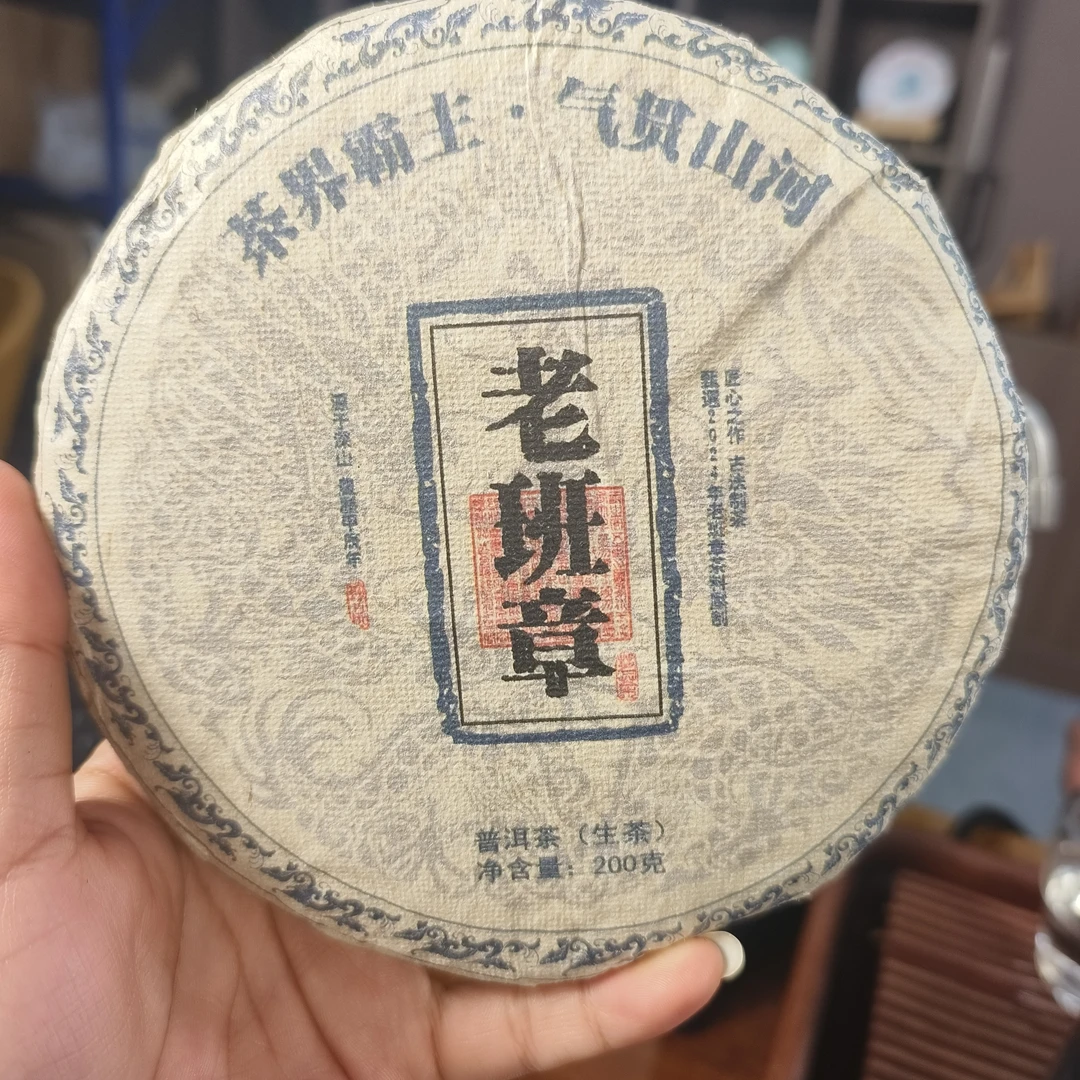 茶界霸主·气贯山河
老班章
匠心之作 古法制茶
普洱茶（生茶）
净含量：200克